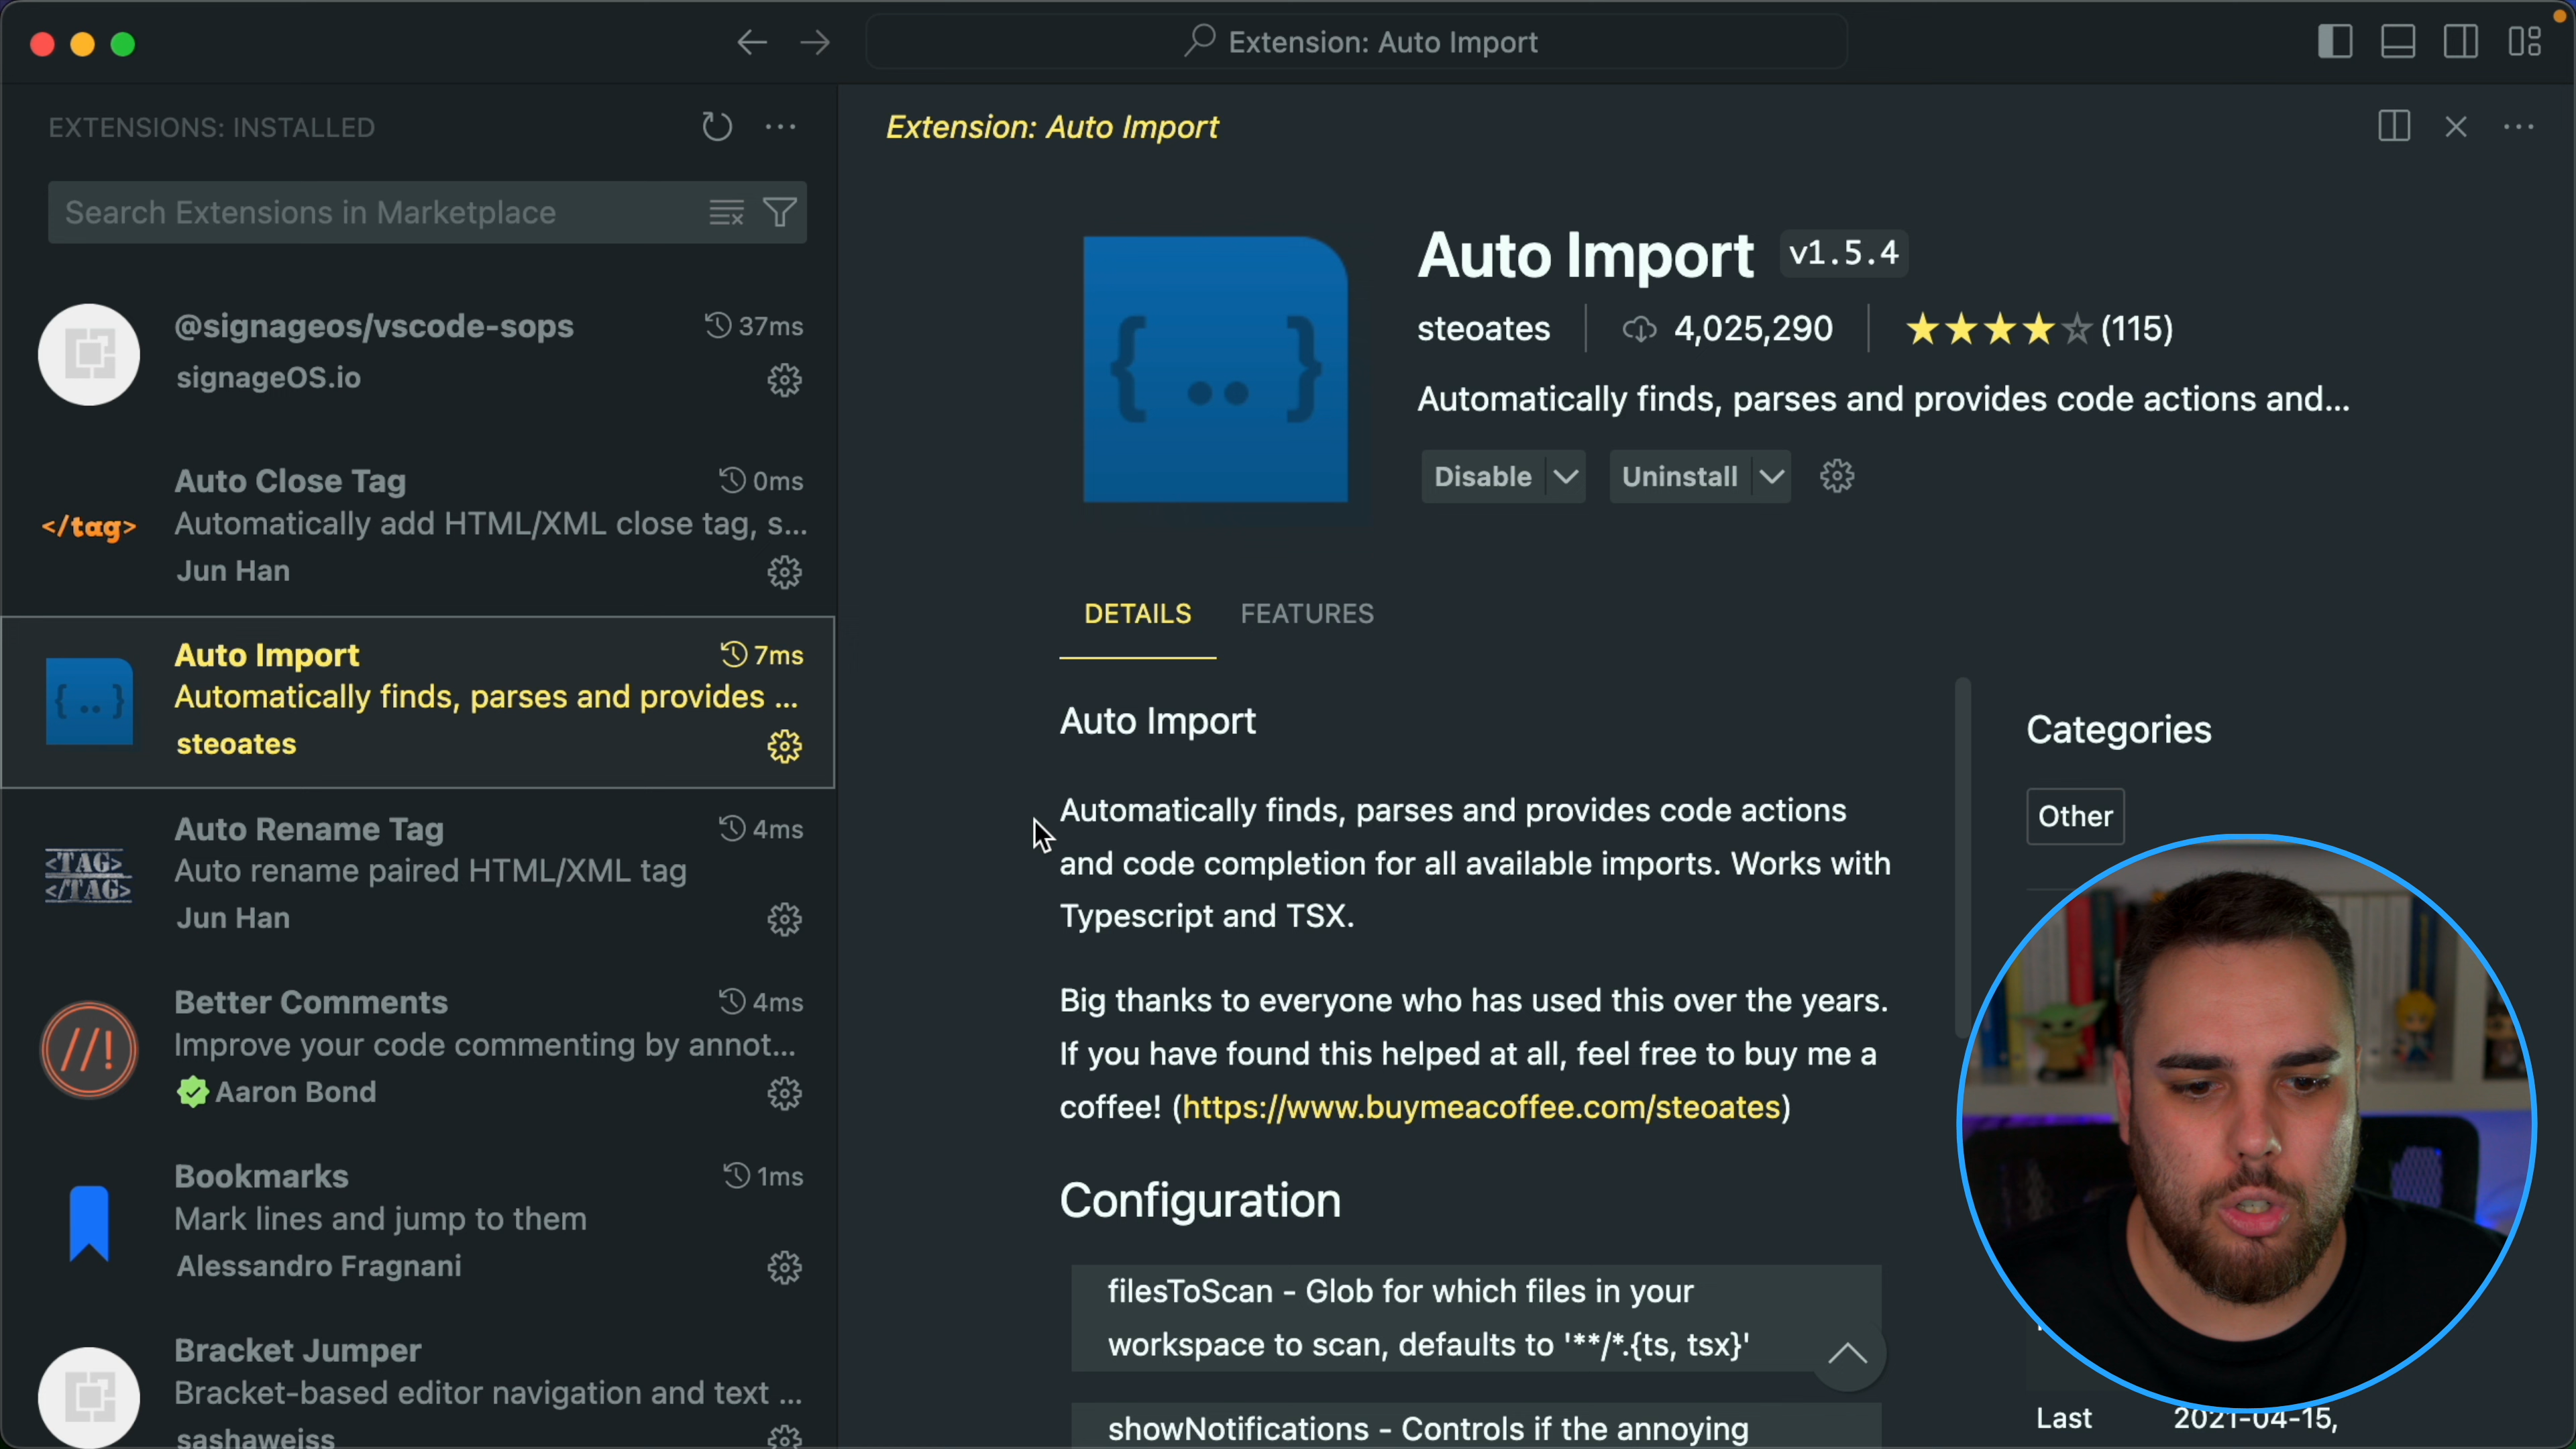 Extension: Auto Import
EXTENSIONS: INSTALLED
Search Extensions in Marketplace
@signageos/vscode-sops
37ms
signageOS.io
</tag>
Auto Close Tag
0ms
Automatically add HTML/XML close tag, s...
Jun Han
{ .. }
Auto Import
7ms
Automatically finds, parses and provides ...
steoates
<TAG>
</TAG>
Auto Rename Tag
4ms
Auto rename paired HTML/XML tag
Jun Han
//!
Better Comments
4ms
Improve your code commenting by annot...
Aaron Bond
Bookmarks
1ms
Mark lines and jump to them
Alessandro Fragnani
Bracket Jumper
Bracket-based editor navigation and text ...
sashaweiss
Extension: Auto Import
{ .. }
Auto Import v1.5.4
steoates
4,025,290
(115)
Automatically finds, parses and provides code actions and...
Disable
Uninstall
DETAILS FEATURES
Auto Import
Automatically finds, parses and provides code actions
and code completion for all available imports. Works with
Typescript and TSX.
Big thanks to everyone who has used this over the years.
If you have found this helped at all, feel free to buy me a
coffee! (https://www.buymeacoffee.com/steoates)
Configuration
filesToScan - Glob for which files in your
workspace to scan, defaults to '**/*.{ts, tsx}'
showNotifications - Controls if the annoying
Categories
Other
Last 2021-04-15,